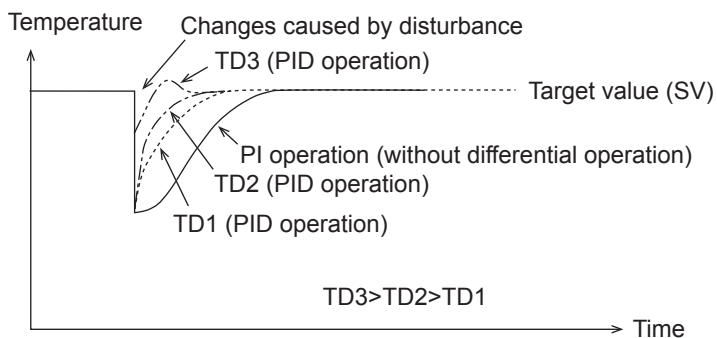 Temperature
Changes caused by disturbance
TD3 (PID operation)
Target value (SV)
PI operation (without differential operation)
TD2 (PID operation)
TD1 (PID operation)
TD3>TD2>TD1
Time